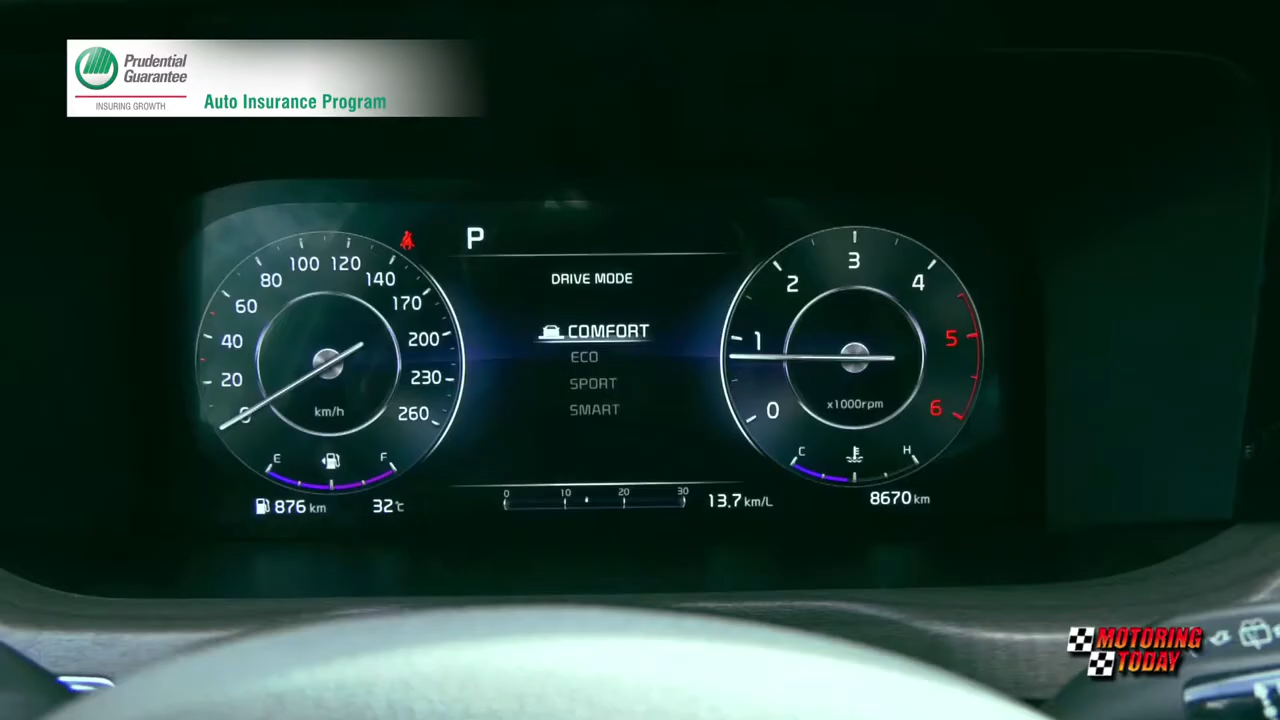 Prudential
Guarantee
INSURING GROWTH
Auto Insurance Program
P
DRIVE MODE
COMFORT
ECO
SPORT
SMART
0
20
40
60
80
100
120
140
170
200
230
260
km/h
E
F
876 km
32°C
0 10 20 30
13.7 km/L
0
1
2
3
4
5
6
x1000rpm
C
H
8670 km
MOTORING
TODAY